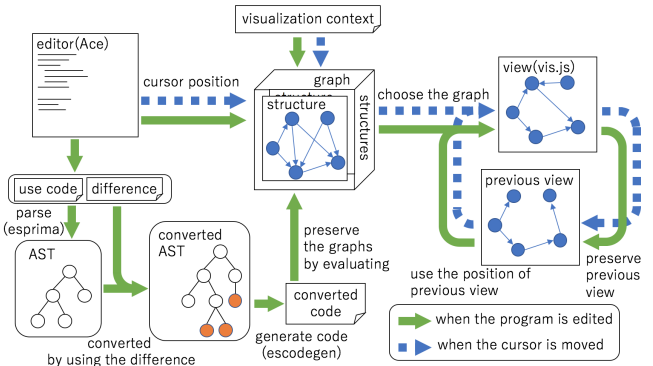 visualization context
editor(Ace)
cursor position
graph
structure
structure
structures
choose the graph
view(vis.js)
use code
difference
parse
(esprima)
AST
converted
AST
converted
by using the difference
generate code
(escodegen)
converted
code
preserve
the graphs
by evaluating
previous view
use the position of
previous view
preserve
previous
view
when the program is edited
when the cursor is moved